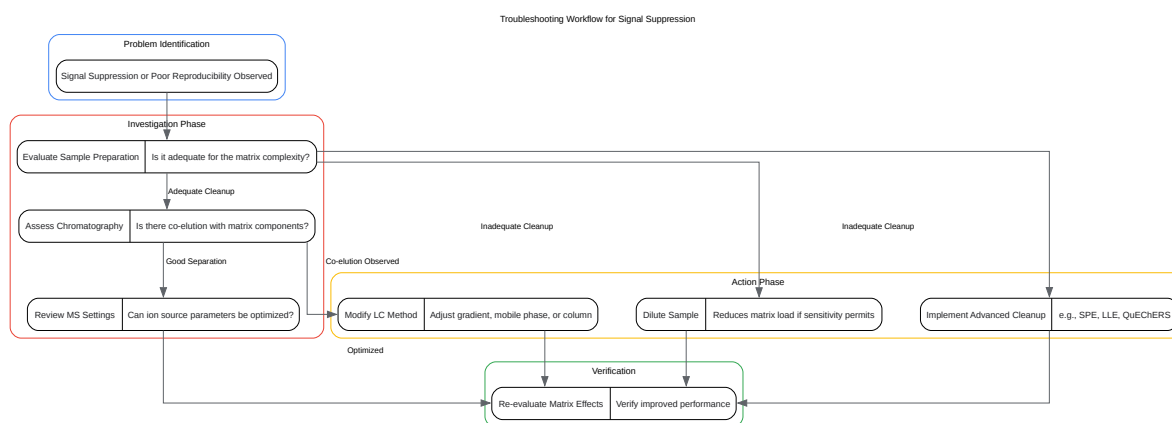 Troubleshooting Workflow for Signal Suppression
Problem Identification
Signal Suppression or Poor Reproducibility Observed
Investigation Phase
Evaluate Sample Preparation
Is it adequate for the matrix complexity?
Adequate Cleanup
Assess Chromatography
Is there co-elution with matrix components?
Inadequate Cleanup
Inadequate Cleanup
Good Separation
Co-elution Observed
Action Phase
Review MS Settings
Can ion source parameters be optimized?
Modify LC Method
Adjust gradient, mobile phase, or column
Dilute Sample
Reduces matrix load if sensitivity permits
Implement Advanced Cleanup
e.g., SPE, LLE, QuEChERS
Optimized
Verification
Re-evaluate Matrix Effects
Verify improved performance